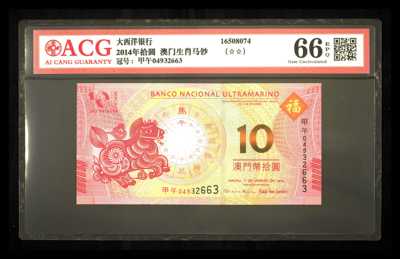 ACG
AI CANG GUARANTY
大西洋银行
2014年拾圆 澳门生肖马钞
冠号：甲午04932663
16508074
(☆☆)
66 EPQ
Gem Uncirculated
BANCO NACIONAL ULTRAMARINO
福
馬
10
澳門幣拾圓
甲午04932663
甲午04932663